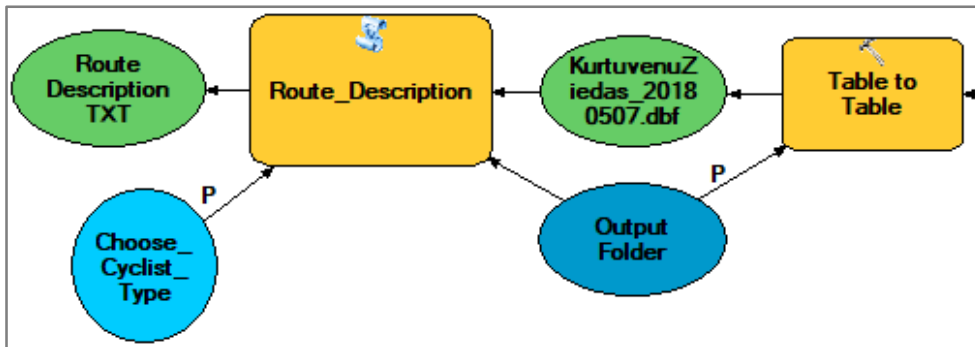 Route
Description
TXT
Route_Description
KurtuvenuZ
iedas_2018
0507.dbf
Table to
Table
P
P
Choose_
Cyclist_
Type
Output
Folder